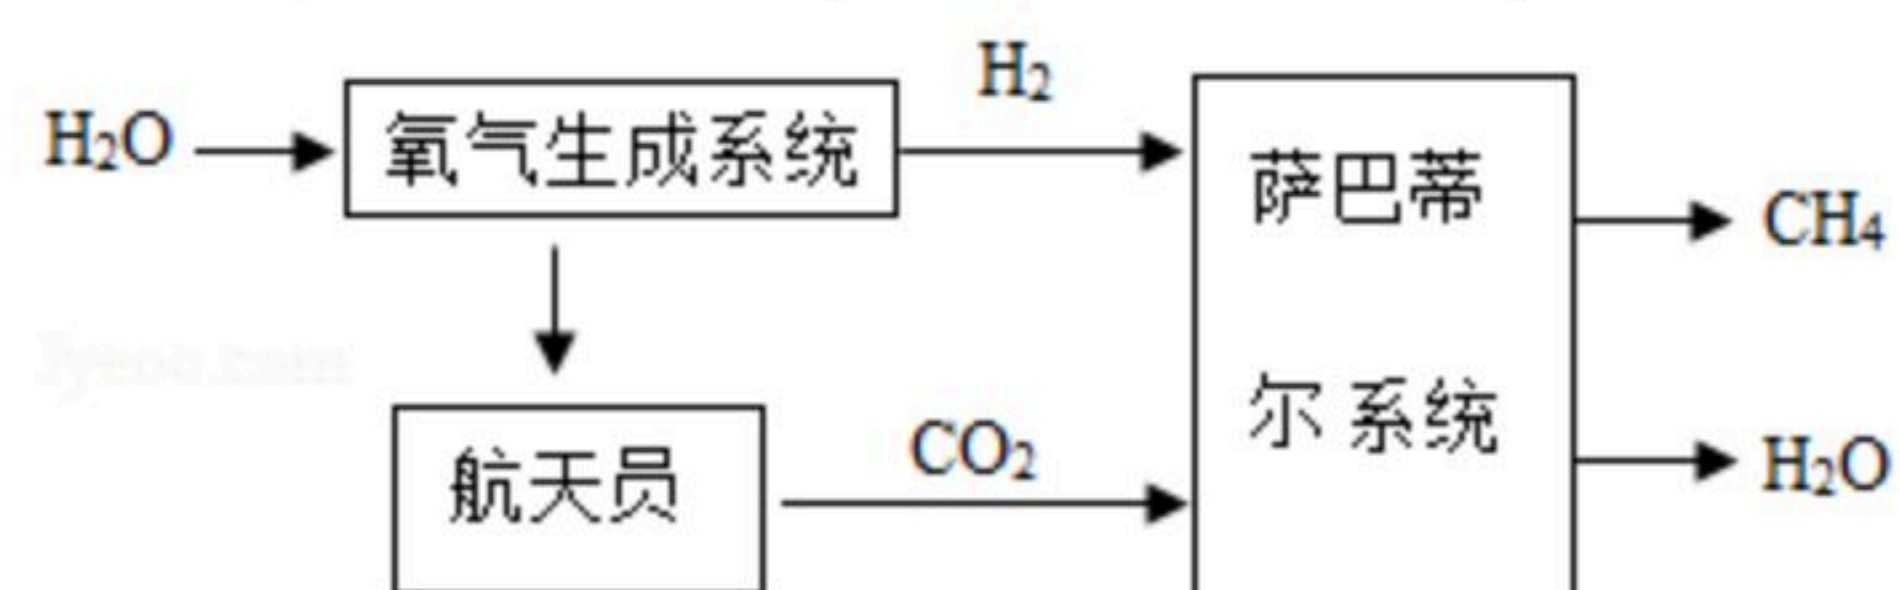 H₂O
氧气生成系统
H₂
萨巴蒂
尔 系统
CH₄
航天员
CO₂
H₂O